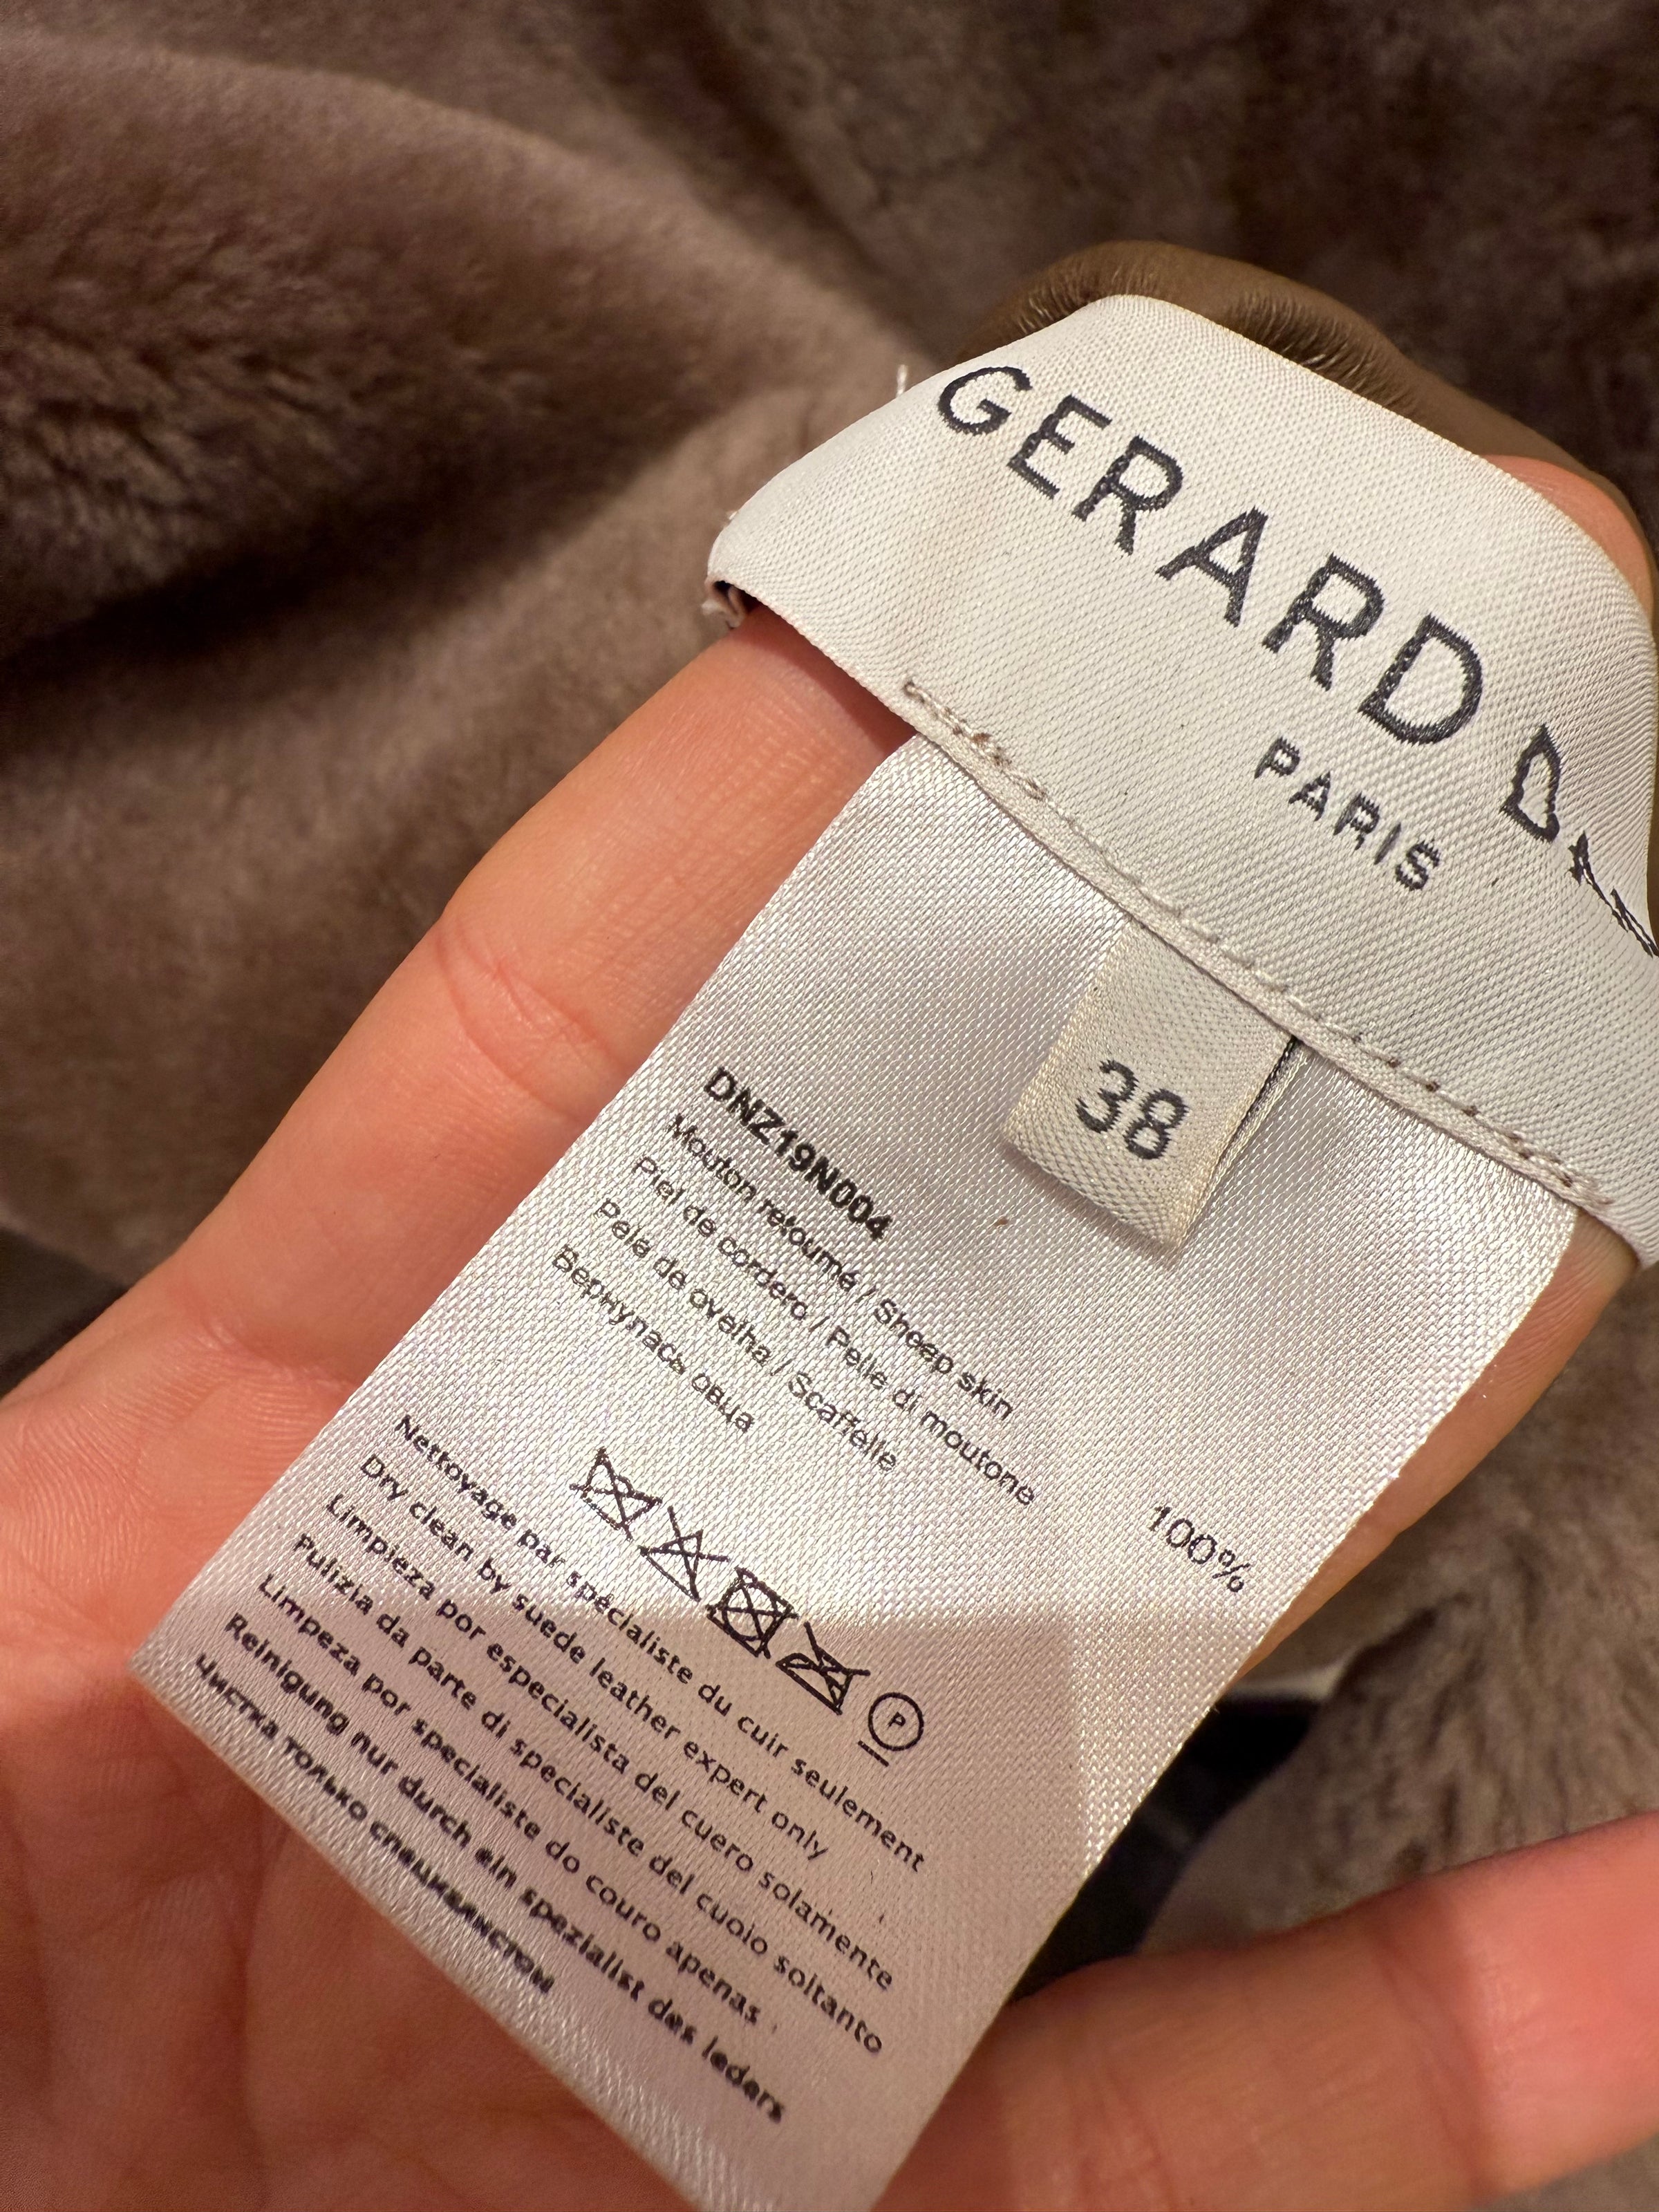 GERARD
PARIS
38
DNZ19N004
Mouton retourné / Sheep skin
Piel de cordero / Pelle di moutone
Pele de ovelha / Scaffelle
Вернулась овца
100%
P
Nettoyage par spécialiste du cuir seulement
Dry clean by suede leather expert only
Limpieza por especialista del cuero solamente
Pulizia da parte di specialiste del cuoio soltanto
Limpeza por specialiste do couro apenas
Reinigung nur durch ein spezialist des leders
Чистка только специалистом